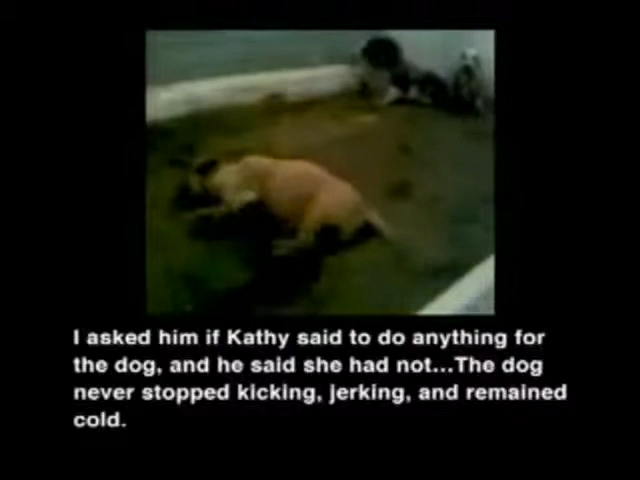 I asked him if Kathy said to do anything for
the dog, and he said she had not...The dog
never stopped kicking, jerking, and remained
cold.